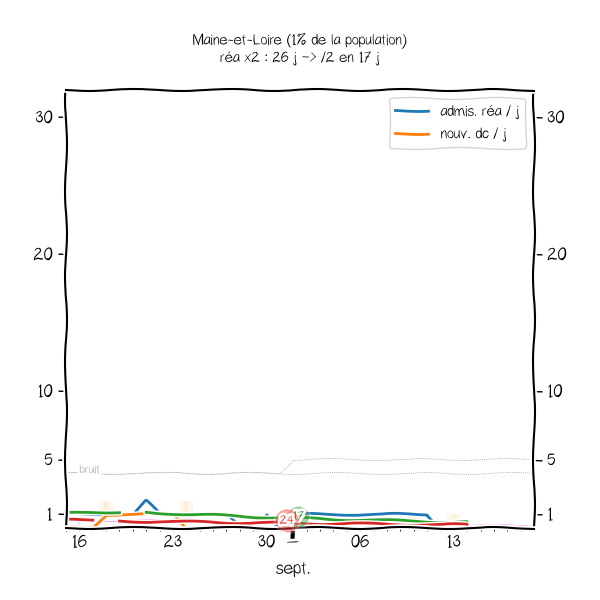 Maine-et-Loire (1% de la population)
réa x2 : 26 j -> /2 en 17 j
admis. réa / j
nouv. dc / j
30
30
20
20
10
10
5
5
bruit
1
1
24
16
23
30
06
13
sept.